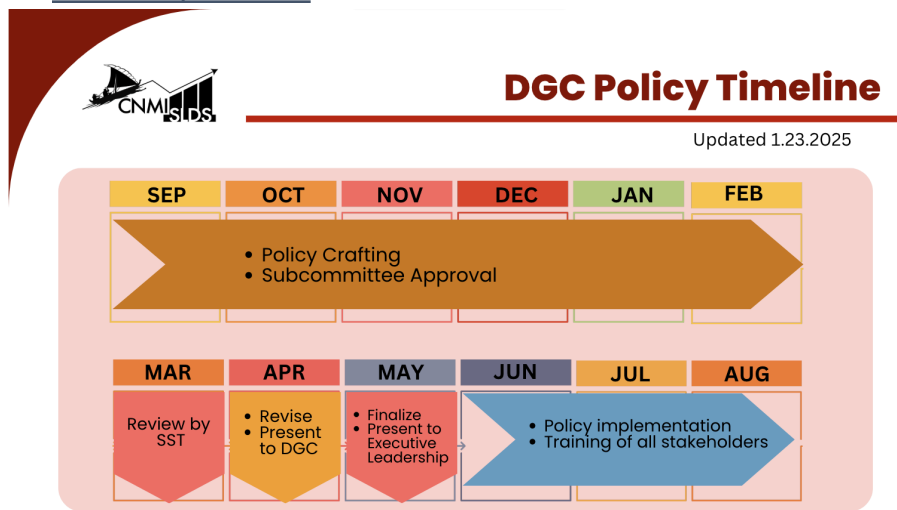 CNMI SLDS
DGC Policy Timeline
Updated 1.23.2025
SEP OCT NOV DEC JAN FEB
• Policy Crafting
• Subcommittee Approval
MAR APR MAY JUN JUL AUG
Review by
SST
• Revise
• Present
to DGC
• Finalize
• Present to
Executive
Leadership
• Policy implementation
• Training of all stakeholders